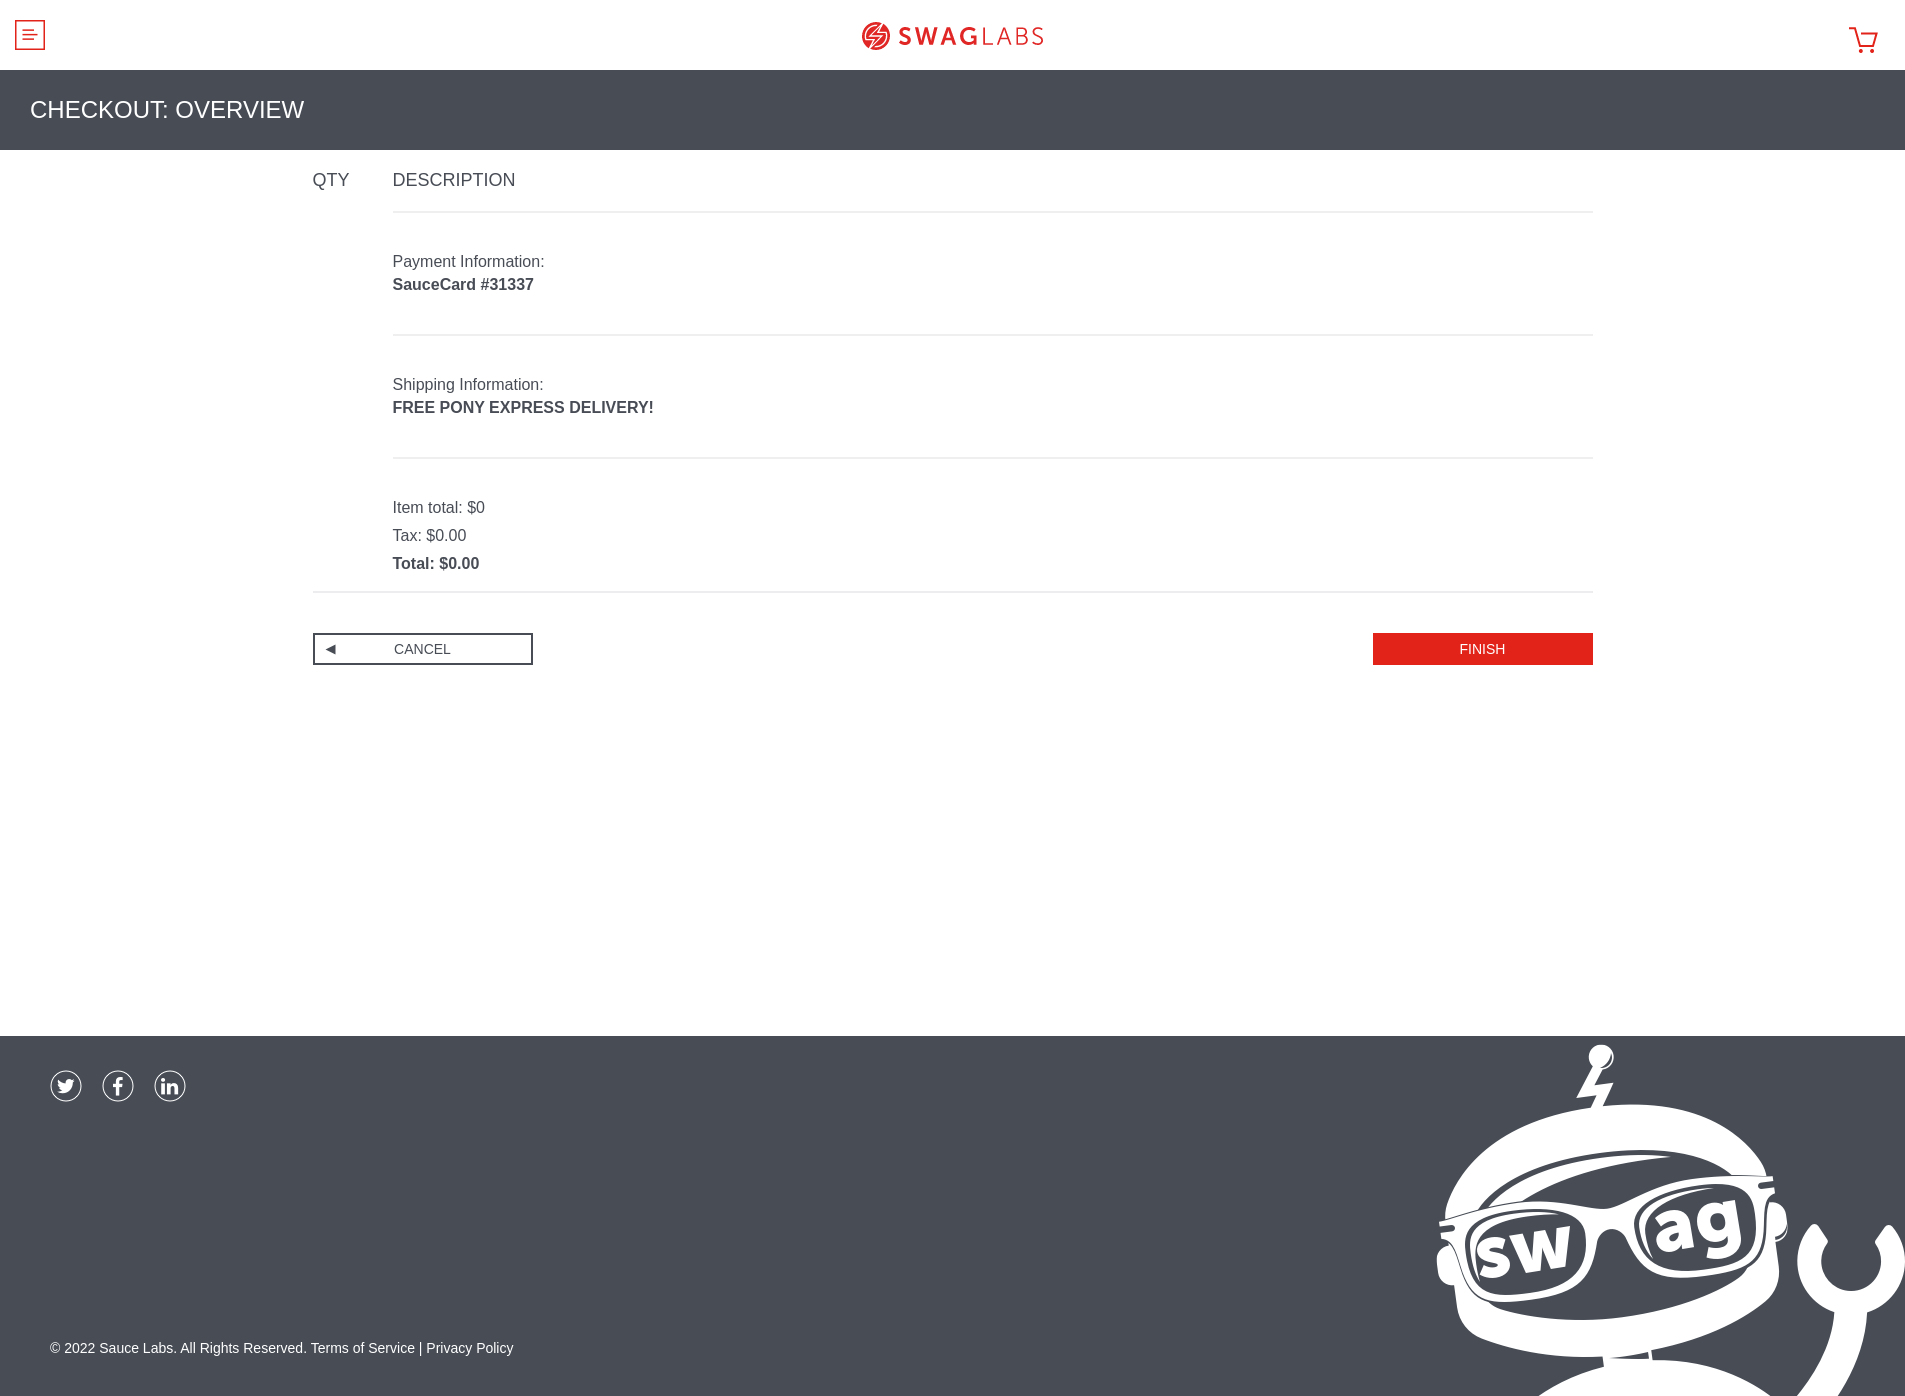 SWAGLABS
CHECKOUT: OVERVIEW
QTY DESCRIPTION
Payment Information:
SauceCard #31337
Shipping Information:
FREE PONY EXPRESS DELIVERY!
Item total: $0
Tax: $0.00
Total: $0.00
CANCEL
FINISH
sw ag
© 2022 Sauce Labs. All Rights Reserved. Terms of Service | Privacy Policy